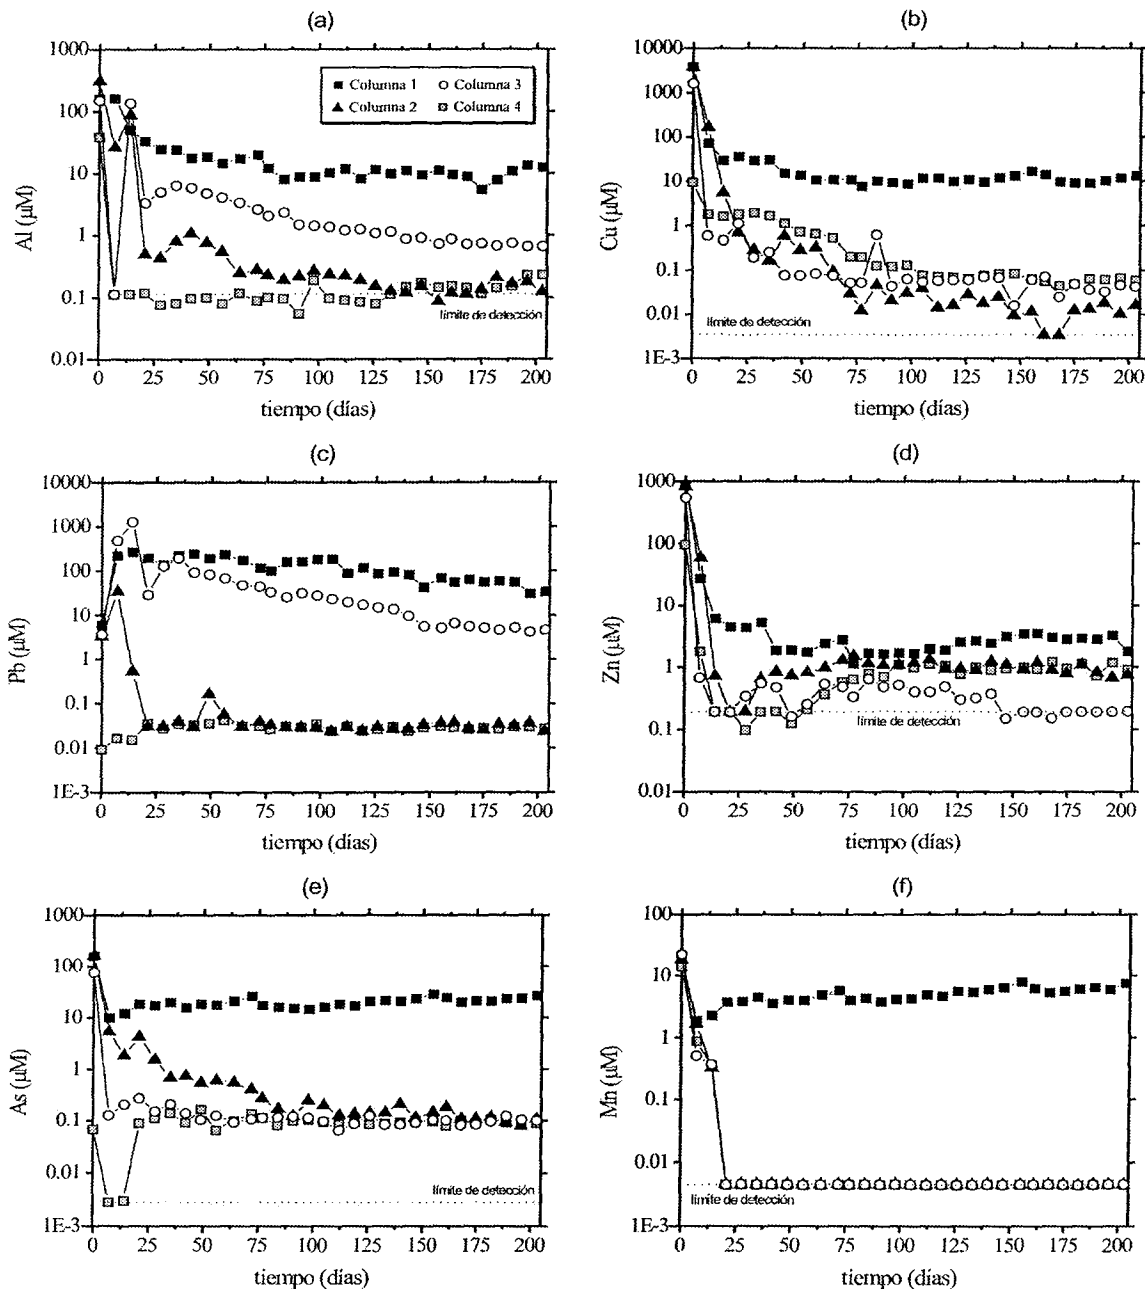 (a)
Al (µM)
1000
100
10
1
0.1
0.01
Columna 1
Columna 3
Columna 2
Columna 4
límite de detección
0 25 50 75 100 125 150 175 200
tiempo (días)
(b)
Cu (µM)
10000
1000
100
10
1
0.1
0.01
1E-3
límite de detección
0 25 50 75 100 125 150 175 200
tiempo (días)
(c)
Pb (µM)
10000
1000
100
10
1
0.1
0.01
1E-3
0 25 50 75 100 125 150 175 200
tiempo (días)
(d)
Zn (µM)
1000
100
10
1
0.1
0.01
límite de detección
0 25 50 75 100 125 150 175 200
tiempo (días)
(e)
As (µM)
1000
100
10
1
0.1
0.01
1E-3
límite de detección
0 25 50 75 100 125 150 175 200
tiempo (días)
(f)
Mn (µM)
100
10
1
0.1
0.01
1E-3
límite de detección
0 25 50 75 100 125 150 175 200
tiempo (días)